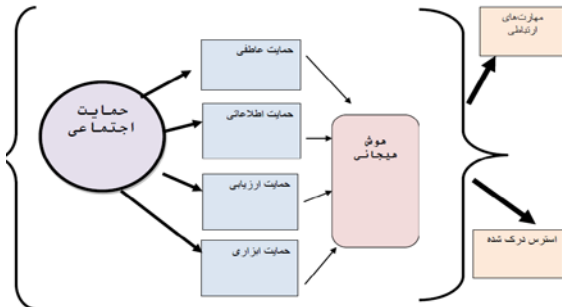 مهارت‌های
ارتباطی
حمایت عاطفی
حمایت
اجتماعی
حمایت اطلاعاتی
هوش
هیجانی
حمایت ارزیابی
حمایت ابزاری
استرس درک شده